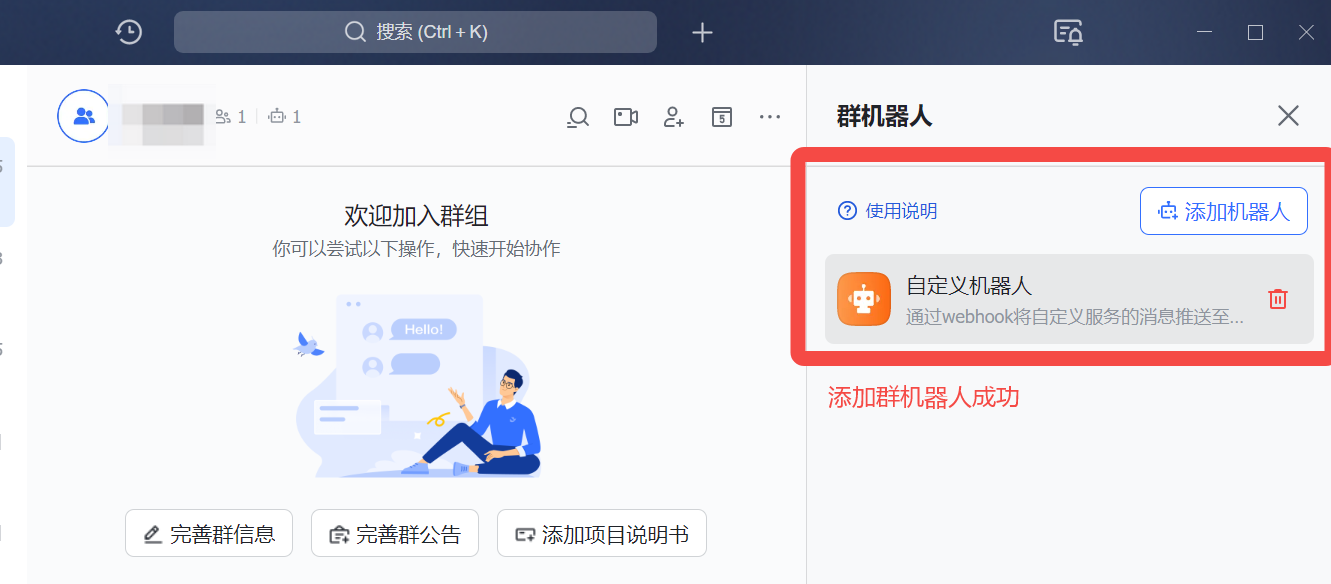 搜索 (Ctrl + K)
1
1
5
群机器人
使用说明
添加机器人
自定义机器人
通过webhook将自定义服务的消息推送至...
添加群机器人成功
欢迎加入群组
你可以尝试以下操作，快速开始协作
Hello!
完善群信息
完善群公告
添加项目说明书